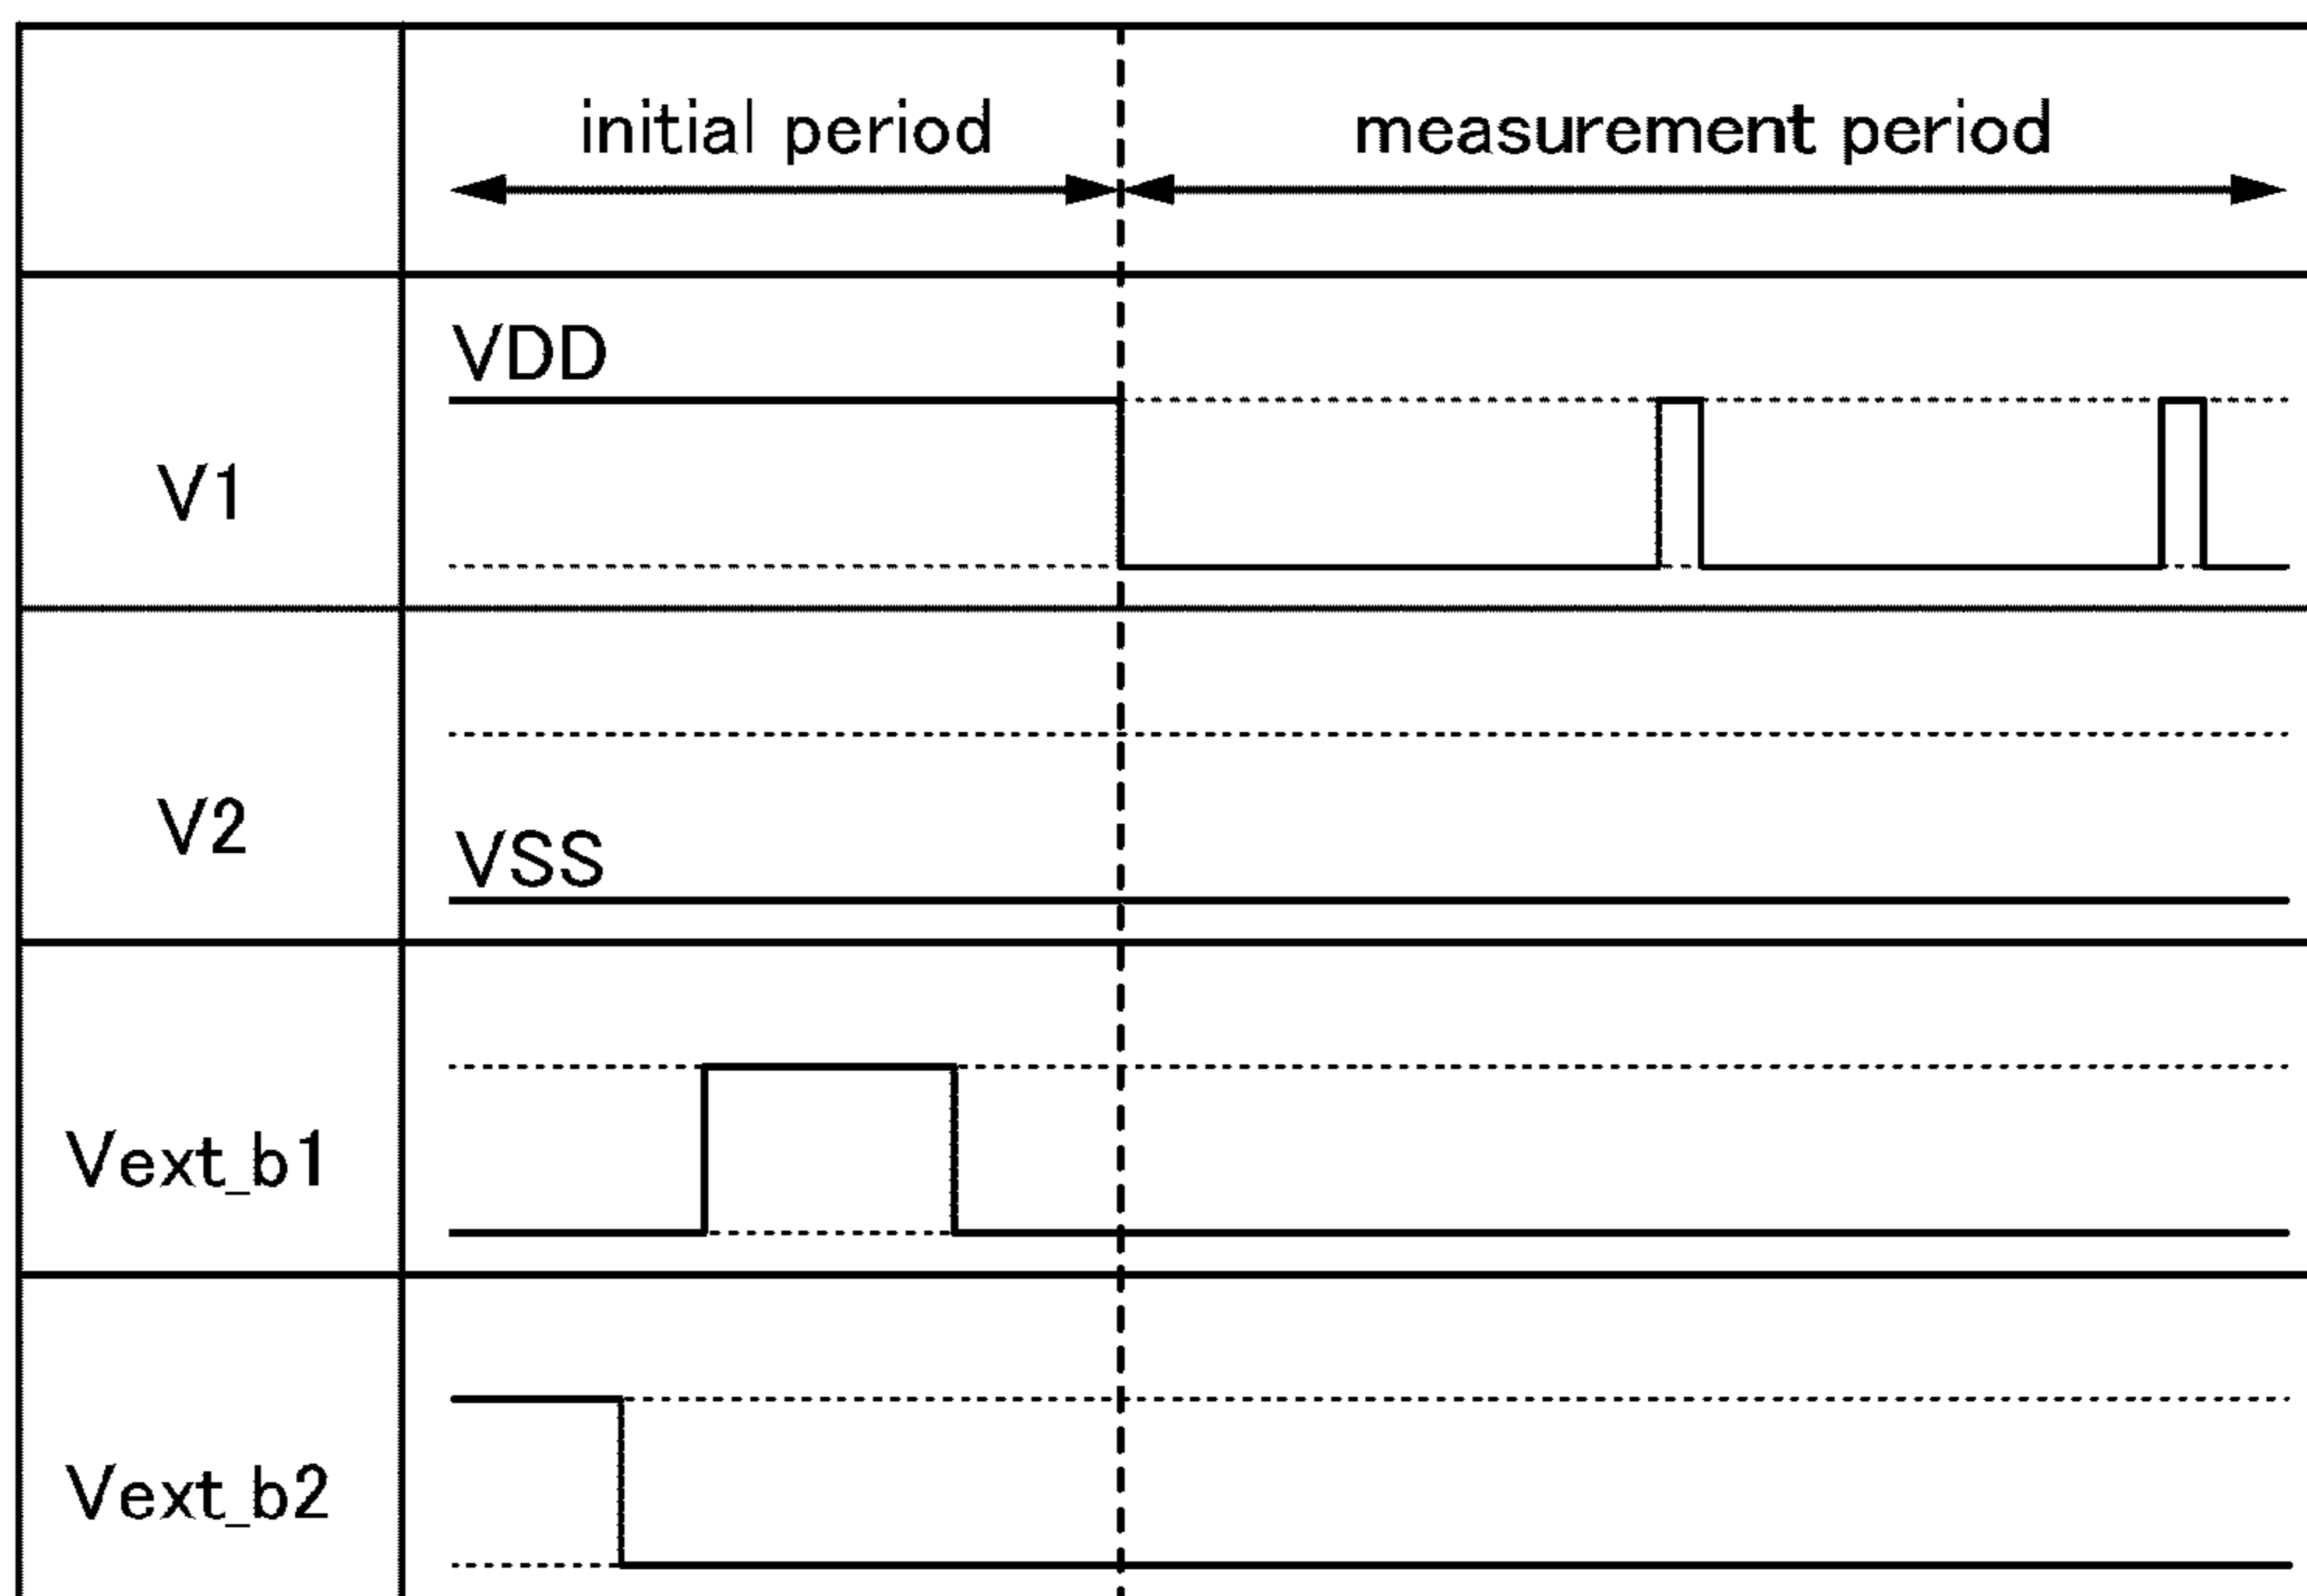 initial period
measurement period
VDD
V1
V2
VSS
Vext_b1
Vext_b2